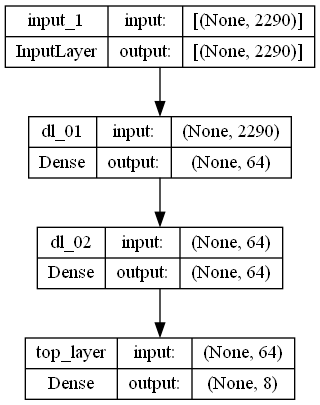 input_1 input: [(None, 2290)]
InputLayer output: [(None, 2290)]
dl_01 input: (None, 2290)
Dense output: (None, 64)
dl_02 input: (None, 64)
Dense output: (None, 64)
top_layer input: (None, 64)
Dense output: (None, 8)